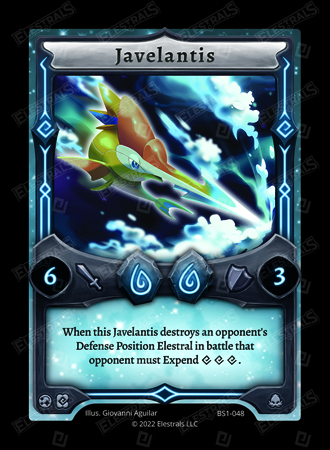 Javelantis
6
3
When this Javelantis destroys an opponent's
Defense Position Elestral in battle that
opponent must Expend .
Illus. Giovanni Aguilar
BS1-048
© 2022 Elestrals LLC
ELESTRALS